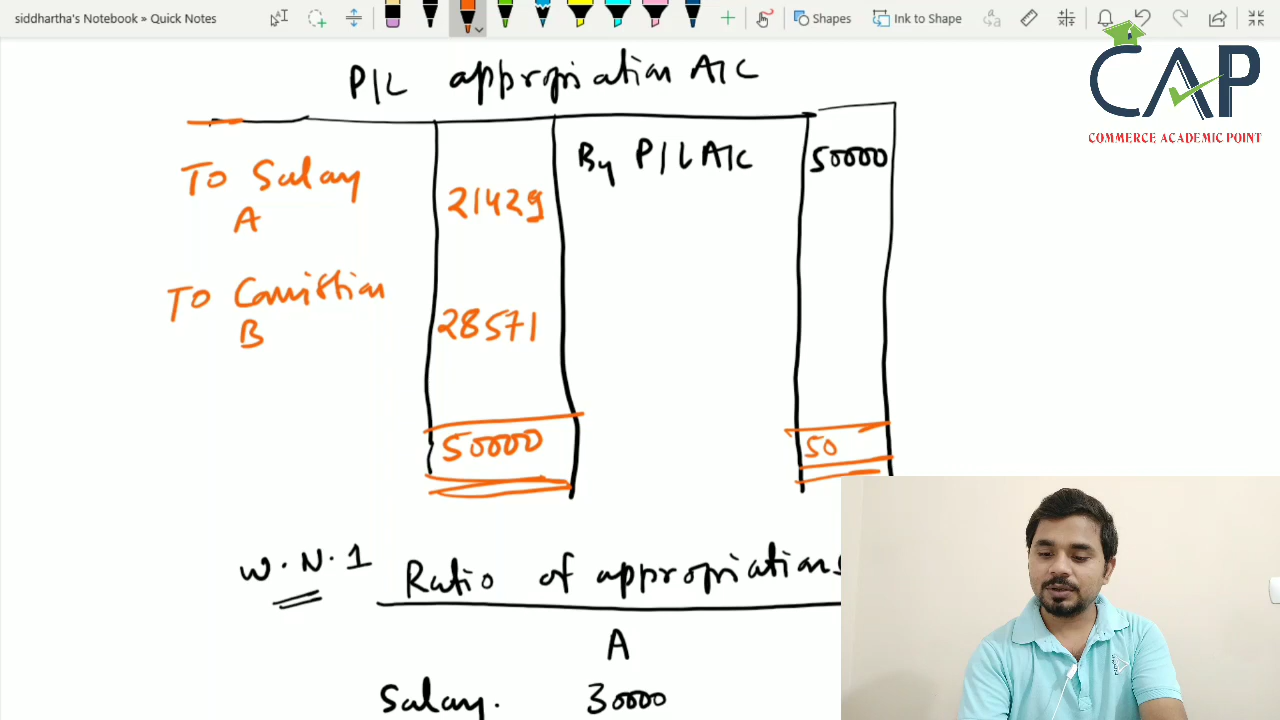 siddhartha's Notebook » Quick Notes
Shapes
Ink to Shape
CAP
COMMERCE ACADEMIC POINT
P/L appropriation A/C
To Salary
A
21429
By P/L A/C
50000
To Comistion
B
28571
50000
50
W.N.1
Ratio of appropriations
A
Salary. 30000